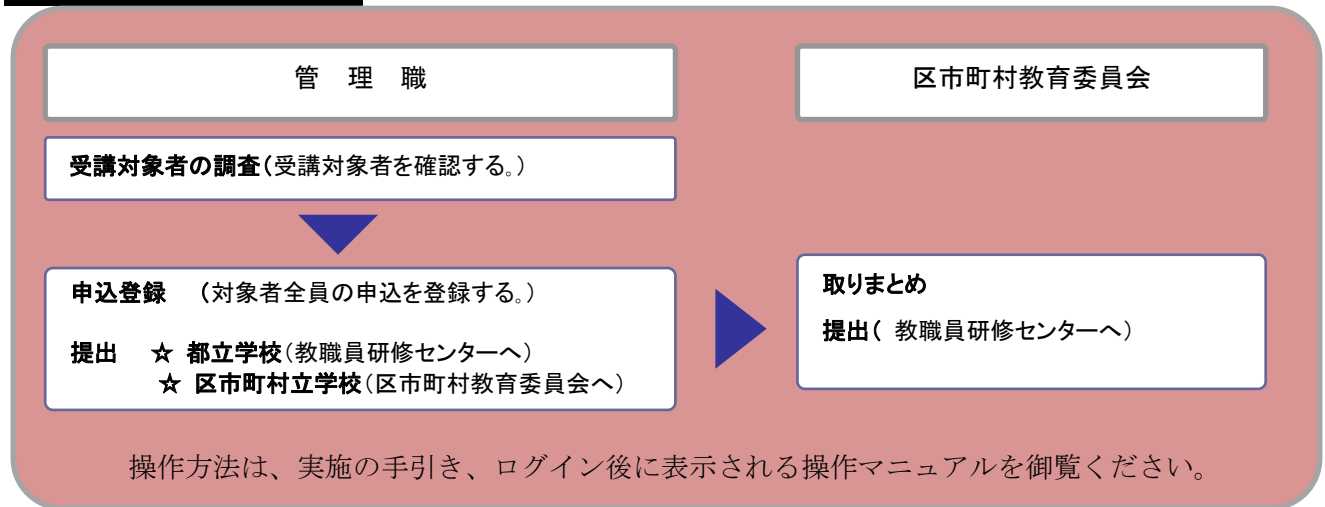 管 理 職
区市町村教育委員会
受講対象者の調査(受講対象者を確認する。)
申込登録 (対象者全員の申込を登録する。)
提出 ☆ 都立学校(教職員研修センターへ)
☆ 区市町村立学校(区市町村教育委員会へ)
取りまとめ
提出( 教職員研修センターへ)
操作方法は、実施の手引き、ログイン後に表示される操作マニュアルを御覧ください。